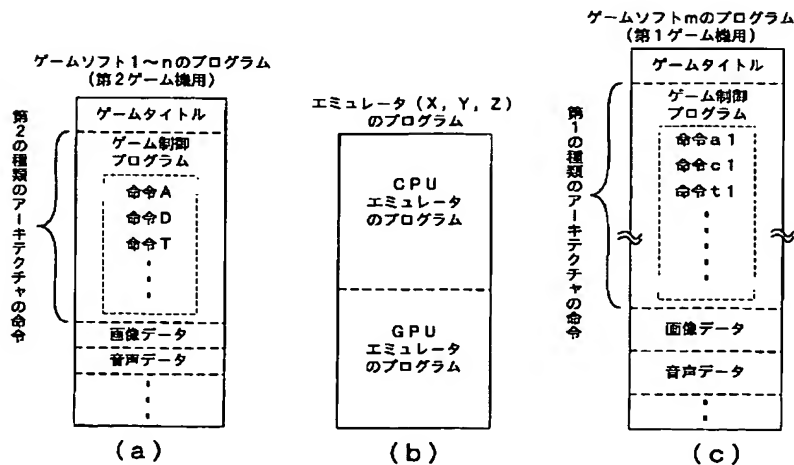 ゲームソフト1〜nのプログラム
(第2ゲーム機用)
ゲームタイトル
ゲーム制御
プログラム
命令A
命令D
命令T
画像データ
音声データ
第2の種類のアーキテクチャの命令
(a)
エミュレータ(X, Y, Z)
のプログラム
CPU
エミュレータ
のプログラム
GPU
エミュレータ
のプログラム
(b)
ゲームソフトmのプログラム
(第1ゲーム機用)
ゲームタイトル
ゲーム制御
プログラム
命令a1
命令c1
命令t1
画像データ
音声データ
第1の種類のアーキテクチャの命令
(c)